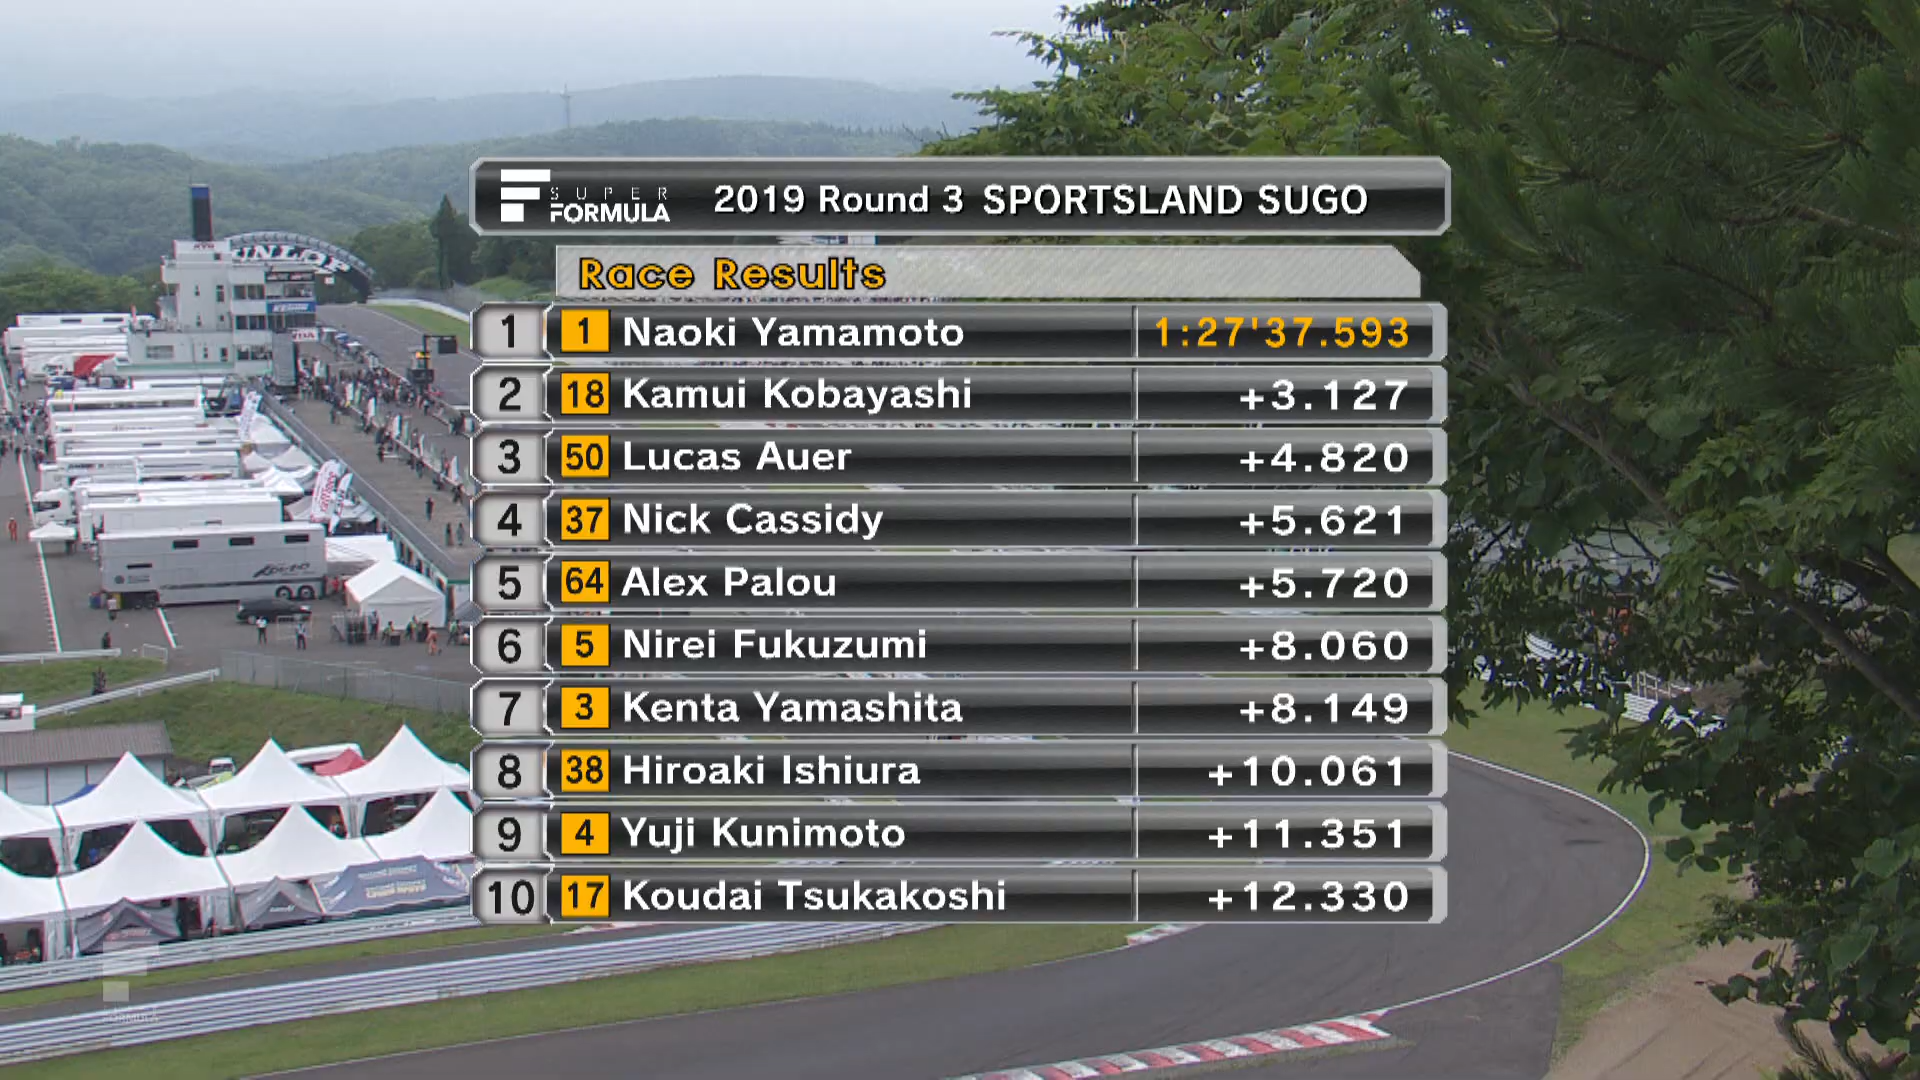 SUPER
FORMULA
2019 Round 3 SPORTSLAND SUGO
Race Results
1 1 Naoki Yamamoto 1:27'37.593
2 18 Kamui Kobayashi +3.127
3 50 Lucas Auer +4.820
4 37 Nick Cassidy +5.621
5 64 Alex Palou +5.720
6 5 Nirei Fukuzumi +8.060
7 3 Kenta Yamashita +8.149
8 38 Hiroaki Ishiura +10.061
9 4 Yuji Kunimoto +11.351
10 17 Koudai Tsukakoshi +12.330
DUNLOP
FORMULA